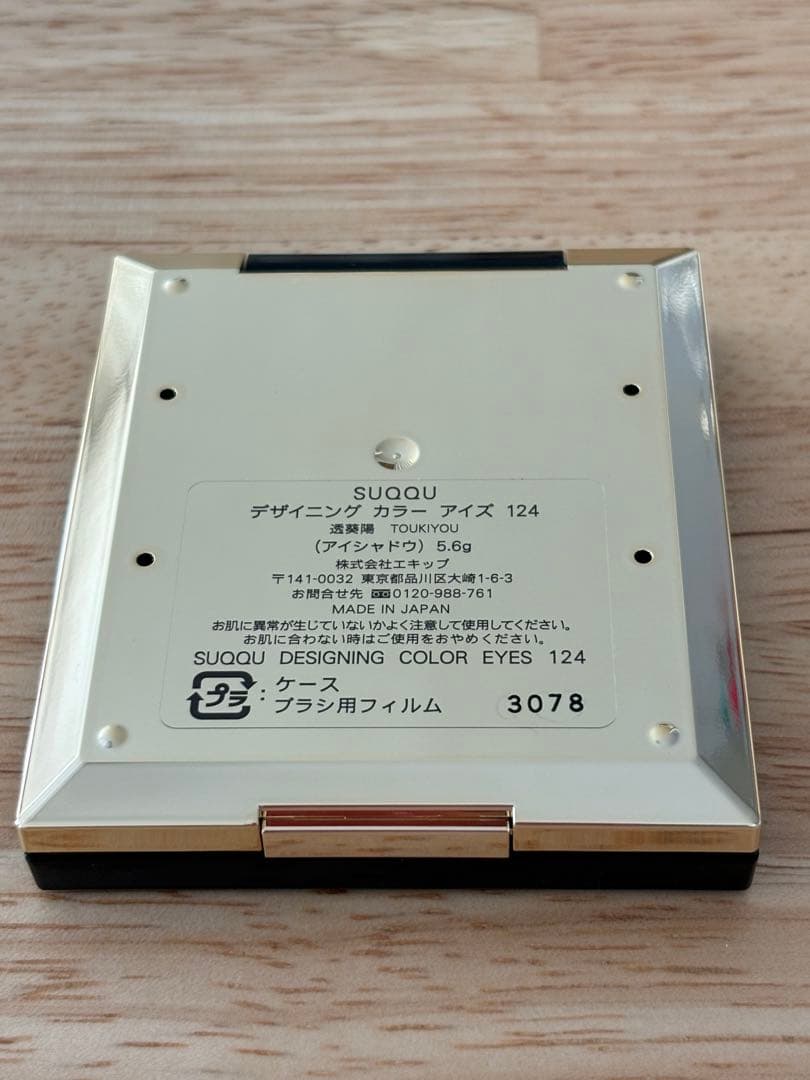 SUQQU
デザイニング カラー アイズ 124
透葵陽 TOUKIYOU
(アイシャドウ) 5.6g
株式会社エキップ
〒141-0032 東京都品川区大崎1-6-3
お問合せ先 0120-988-761
MADE IN JAPAN
お肌に異常が生じていないかよく注意して使用してください。
お肌に合わない時はご使用をおやめください。
SUQQU DESIGNING COLOR EYES 124
プラ : ケース
ブラシ用フィルム 3078